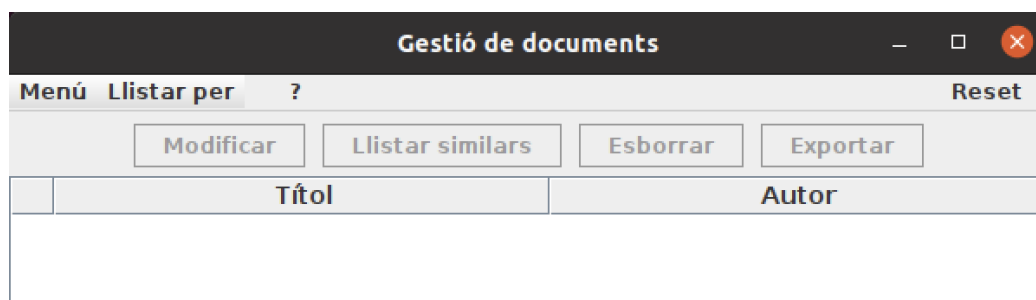 Gestió de documents
Menú Llistar per ? Reset
Modificar Llistar similars Esborrar Exportar
Títol Autor